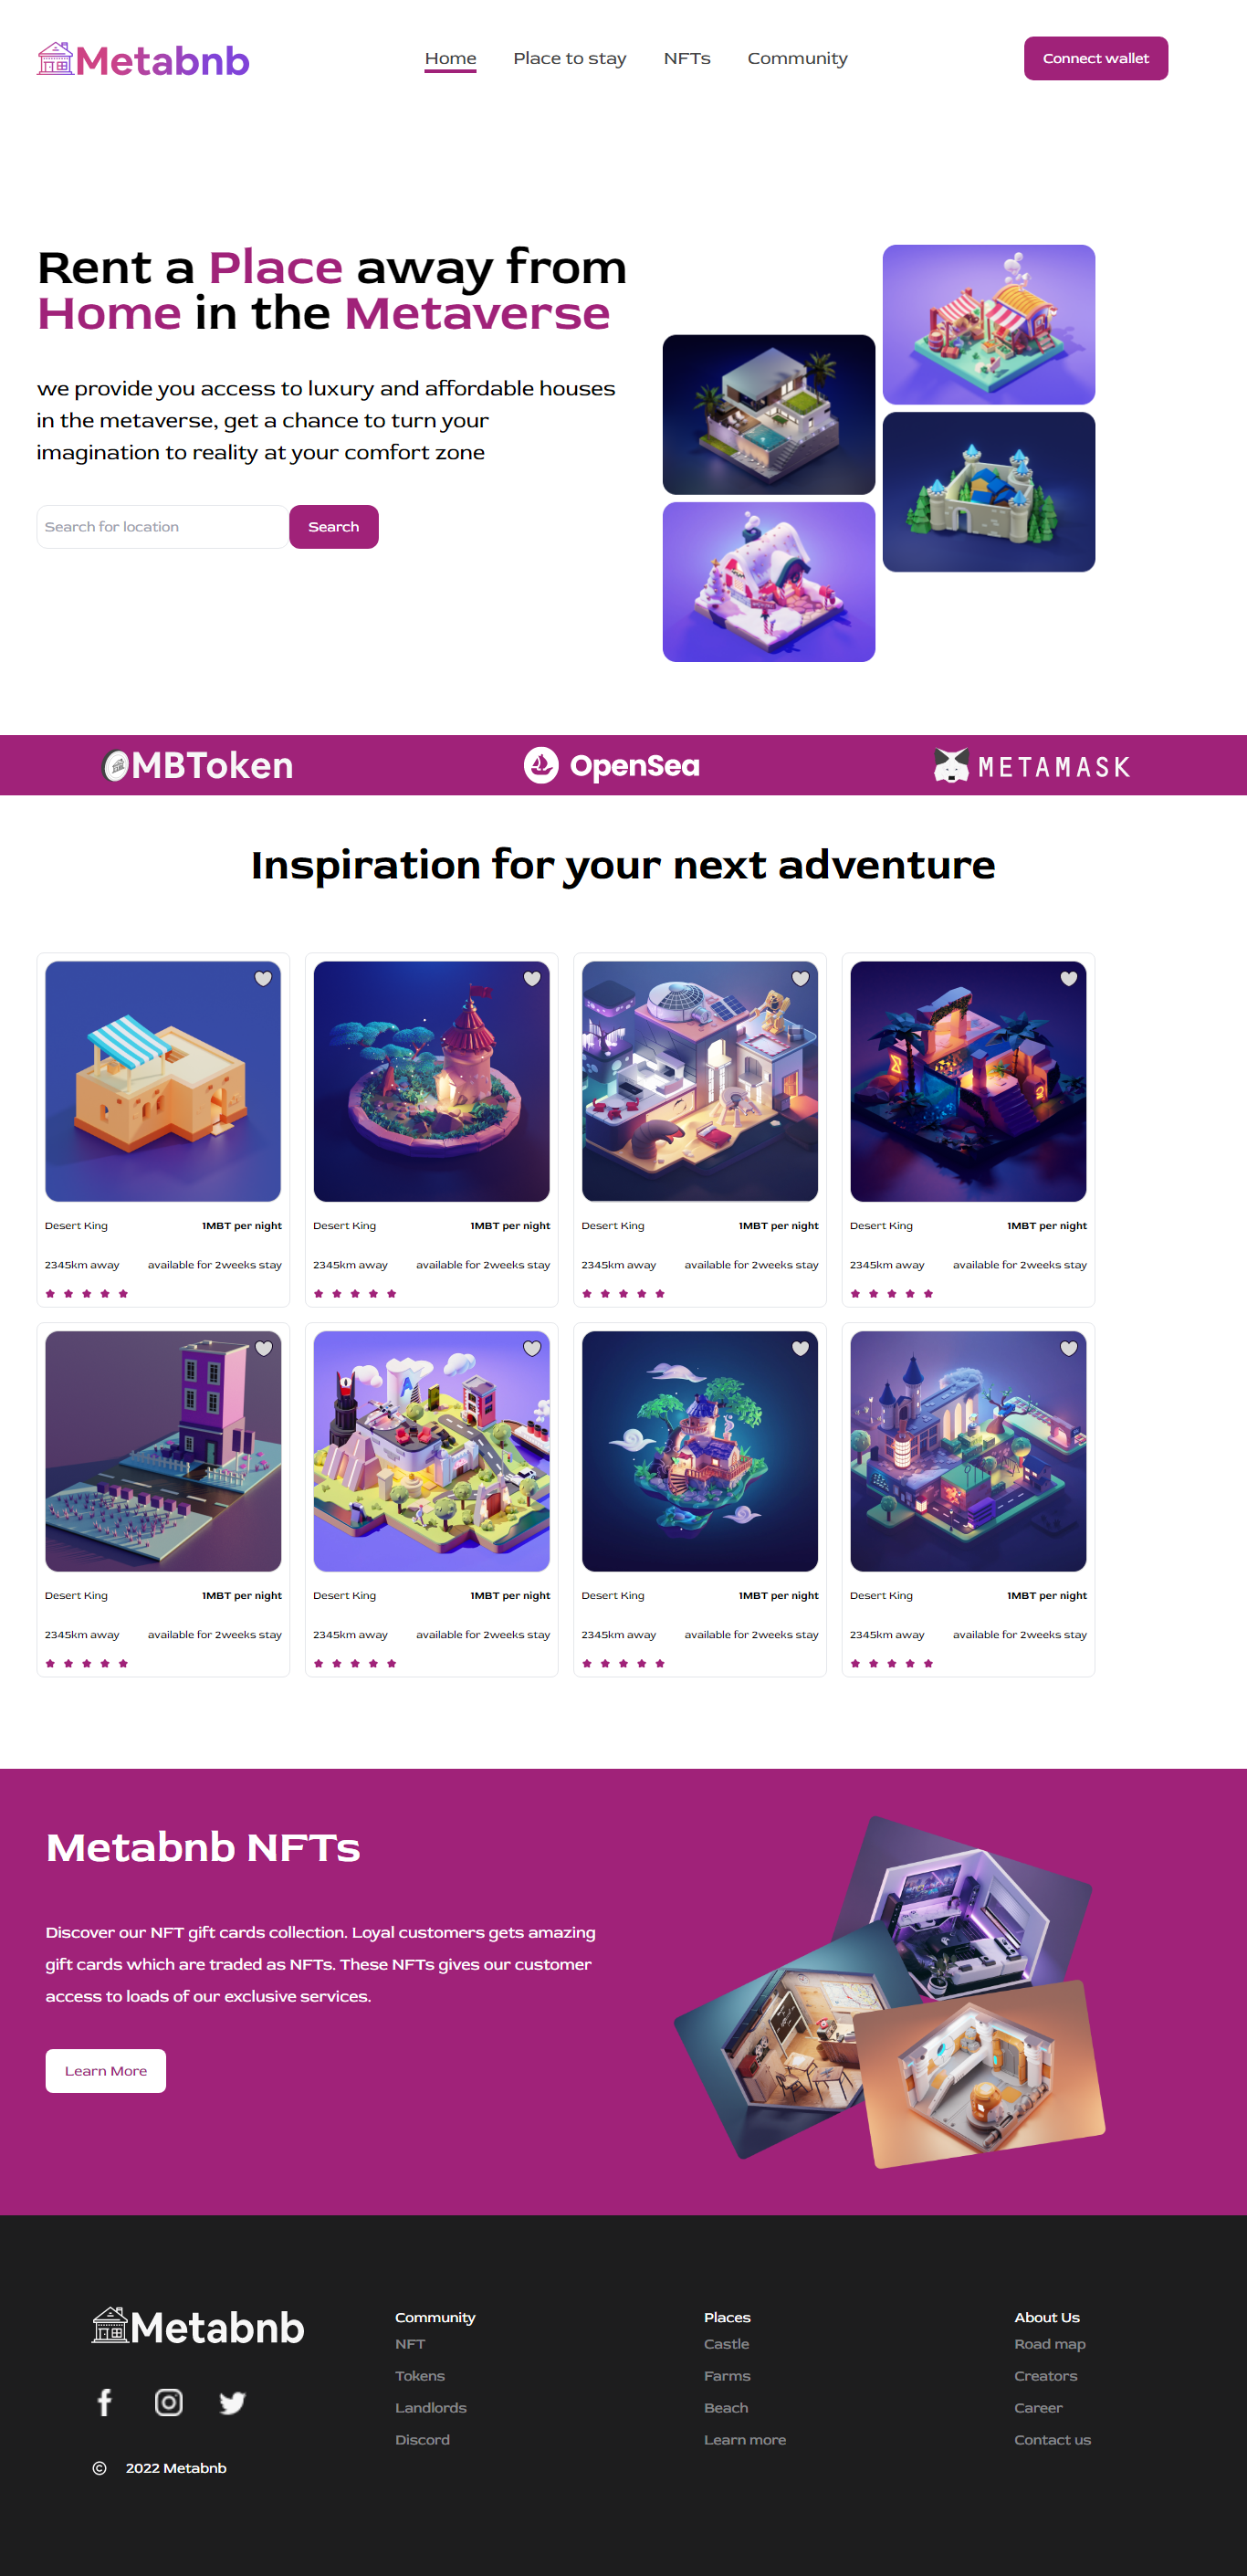 Metabnb
Home Place to stay NFTs Community
Connect wallet
Rent a Place away from
Home in the Metaverse
we provide you access to luxury and affordable houses
in the metaverse, get a chance to turn your
imagination to reality at your comfort zone
Search for location
Search
MBToken
OpenSea
METAMASK
Inspiration for your next adventure
Desert King 1MBT per night
2345km away available for 2weeks stay
Desert King 1MBT per night
2345km away available for 2weeks stay
Desert King 1MBT per night
2345km away available for 2weeks stay
Desert King 1MBT per night
2345km away available for 2weeks stay
Desert King 1MBT per night
2345km away available for 2weeks stay
Desert King 1MBT per night
2345km away available for 2weeks stay
Desert King 1MBT per night
2345km away available for 2weeks stay
Desert King 1MBT per night
2345km away available for 2weeks stay
Metabnb NFTs
Discover our NFT gift cards collection. Loyal customers gets amazing
gift cards which are traded as NFTs. These NFTs gives our customer
access to loads of our exclusive services.
Learn More
Metabnb
© 2022 Metabnb
Community
NFT
Tokens
Landlords
Discord
Places
Castle
Farms
Beach
Learn more
About Us
Road map
Creators
Career
Contact us